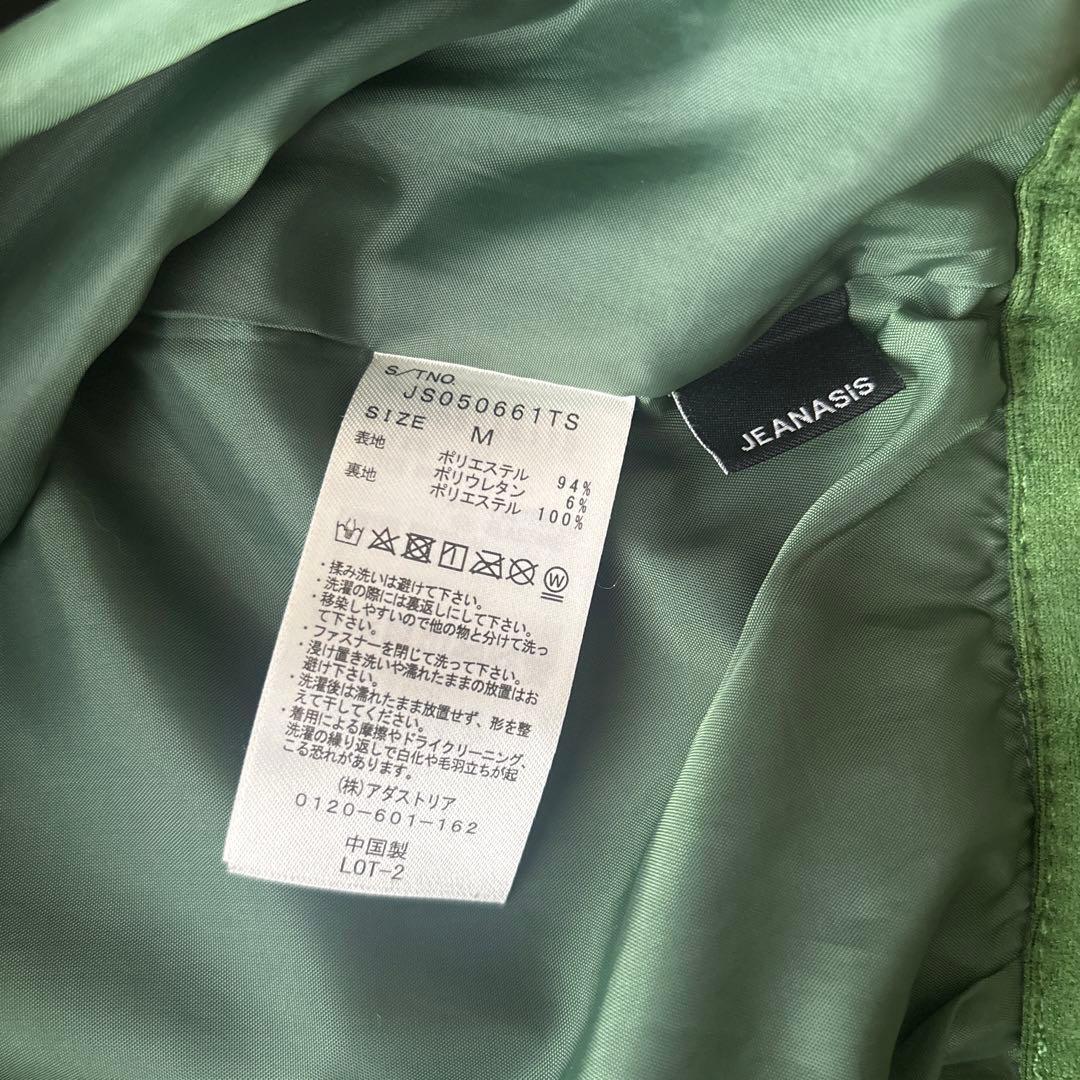 S/TNO
JS050661TS
SIZE M
表地 ポリエステル 94%
ポリウレタン 6%
裏地 ポリエステル 100%
W
・揉み洗いは避けて下さい。
・洗濯の際には裏返しにして下さい。
・移染しやすいので他の物と分けて洗っ
て下さい。
・ファスナーを閉じて洗って下さい。
・浸け置き洗いや濡れたままの放置はお
避け下さい。
・洗濯後は濡れたまま放置せず、形を整
えて干してください。
・着用による摩擦やドライクリーニング、
洗濯の繰り返しで白化や毛羽立ちが起
こる恐れがあります。
(株)アダストリア
0120-601-162
中国製
LOT-2
JEANASIS